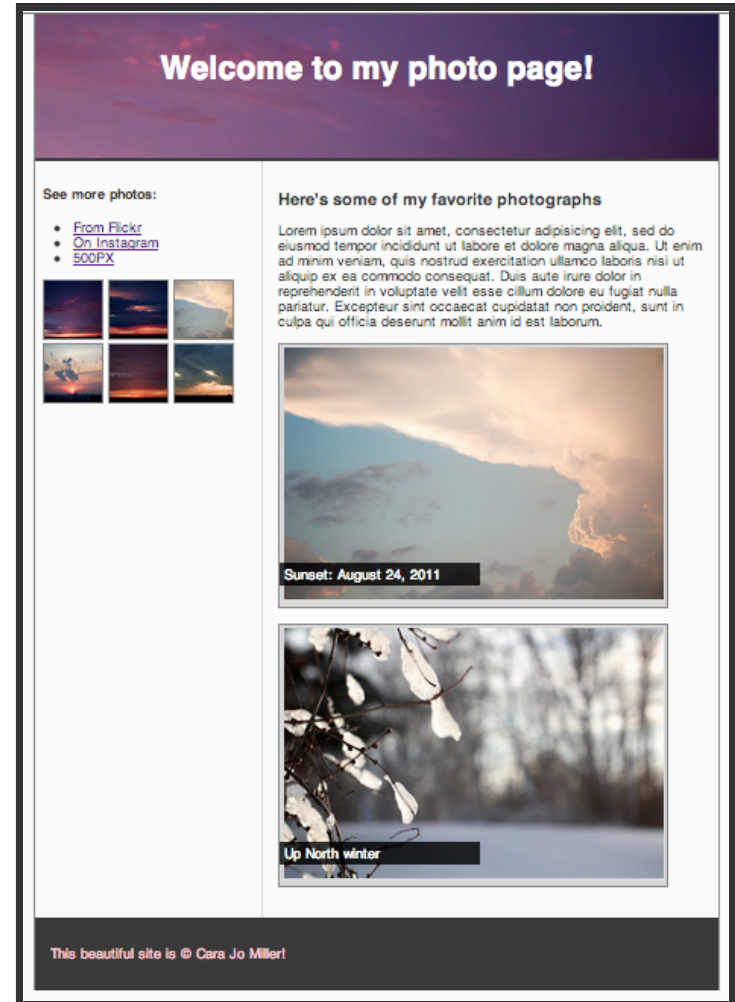 Welcome to my photo page!
See more photos:
From Flickr
On Instagram
500PX
Here's some of my favorite photographs
Lorem ipsum dolor sit amet, consectetur adipisicing elit, sed do
eiusmod tempor incididunt ut labore et dolore magna aliqua. Ut enim
ad minim veniam, quis nostrud exercitation ullamco laboris nisi ut
aliquip ex ea commodo consequat. Duis aute irure dolor in
reprehenderit in voluptate velit esse cillum dolore eu fugiat nulla
pariatur. Excepteur sint occaecat cupidatat non proident, sunt in
culpa qui officia deserunt mollit anim id est laborum.
Sunset: August 24, 2011
Up North winter
This beautiful site is © Cara Jo Miller!